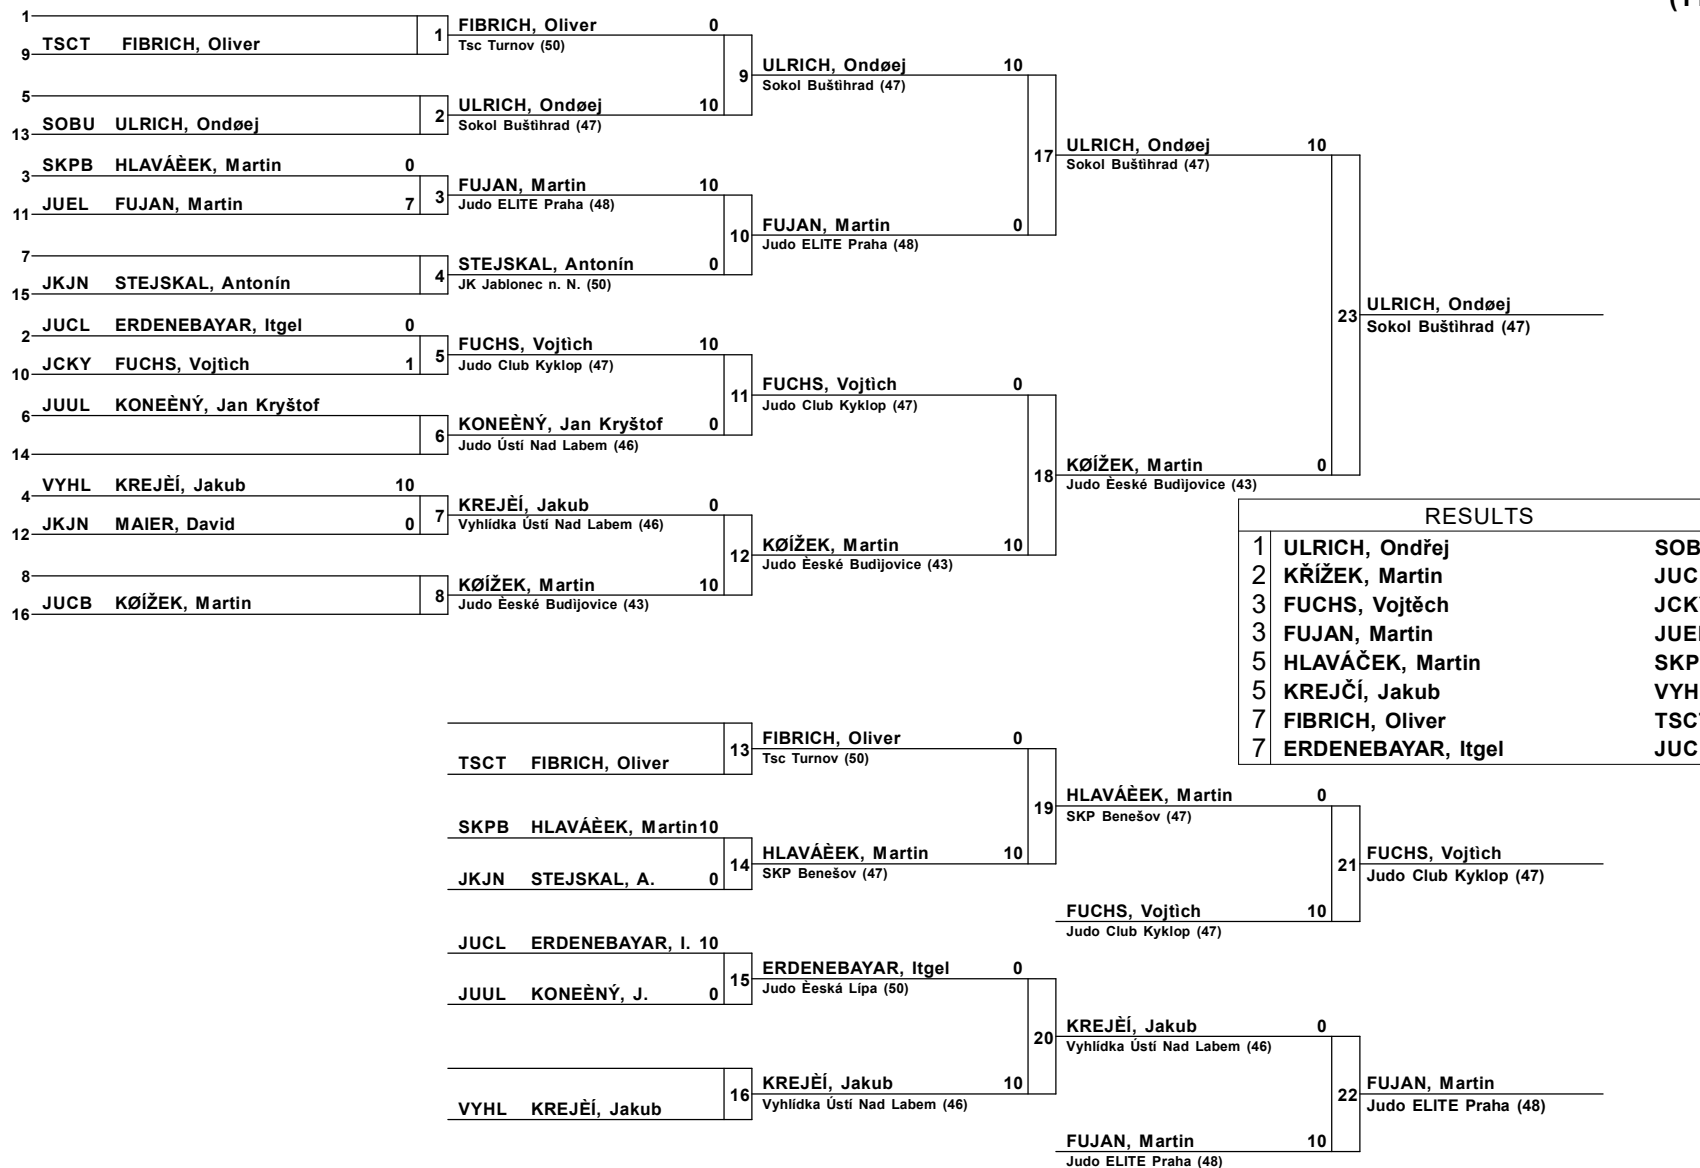 1
TSCT FIBRICH, Oliver
9
1
FIBRICH, Oliver 0
Tsc Turnov (50)
5
SOBU ULRICH, Ondøej
13
2
ULRICH, Ondøej 10
Sokol Buštìhrad (47)
9
ULRICH, Ondøej 10
Sokol Buštìhrad (47)
SKPB HLAVÁÈEK, Martin 0
3
JUEL FUJAN, Martin 7
11
3
FUJAN, Martin 10
Judo ELITE Praha (48)
7
JKJN STEJSKAL, Antonín
15
4
STEJSKAL, Antonín 0
JK Jablonec n. N. (50)
10
FUJAN, Martin 0
Judo ELITE Praha (48)
17
ULRICH, Ondøej 10
Sokol Buštìhrad (47)
JUCL ERDENEBAYAR, Itgel 0
2
JCKY FUCHS, Vojtìch 1
10
5
FUCHS, Vojtìch 10
Judo Club Kyklop (47)
JUUL KONEÈNÝ, Jan Kryštof
6
14
6
KONEÈNÝ, Jan Kryštof 0
Judo Ústí Nad Labem (46)
11
FUCHS, Vojtìch 0
Judo Club Kyklop (47)
VYHL KREJÈÍ, Jakub 10
4
JKJN MAIER, David 0
12
7
KREJÈÍ, Jakub 0
Vyhlídka Ústí Nad Labem (46)
8
JUCB KØÍŽEK, Martin
16
8
KØÍŽEK, Martin 10
Judo Èeské Budìjovice (43)
12
KØÍŽEK, Martin 10
Judo Èeské Budìjovice (43)
18
KØÍŽEK, Martin 0
Judo Èeské Budìjovice (43)
23
ULRICH, Ondøej
Sokol Buštìhrad (47)
RESULTS
1 ULRICH, Ondřej SOB
2 KŘÍŽEK, Martin JUC
3 FUCHS, Vojtěch JCK
3 FUJAN, Martin JUE
5 HLAVÁČEK, Martin SKP
5 KREJČÍ, Jakub VYH
7 FIBRICH, Oliver TSC
7 ERDENEBAYAR, Itgel JUC
TSCT FIBRICH, Oliver
13
FIBRICH, Oliver 0
Tsc Turnov (50)
SKPB HLAVÁÈEK, Martin 10
JKJN STEJSKAL, A. 0
14
HLAVÁÈEK, Martin 10
SKP Benešov (47)
19
HLAVÁÈEK, Martin 0
SKP Benešov (47)
FUCHS, Vojtìch 10
Judo Club Kyklop (47)
21
FUCHS, Vojtìch
Judo Club Kyklop (47)
JUCL ERDENEBAYAR, I. 10
JUUL KONEÈNÝ, J. 0
15
ERDENEBAYAR, Itgel 0
Judo Èeská Lípa (50)
VYHL KREJÈÍ, Jakub
16
KREJÈÍ, Jakub 10
Vyhlídka Ústí Nad Labem (46)
20
KREJÈÍ, Jakub 0
Vyhlídka Ústí Nad Labem (46)
FUJAN, Martin 10
Judo ELITE Praha (48)
22
FUJAN, Martin
Judo ELITE Praha (48)